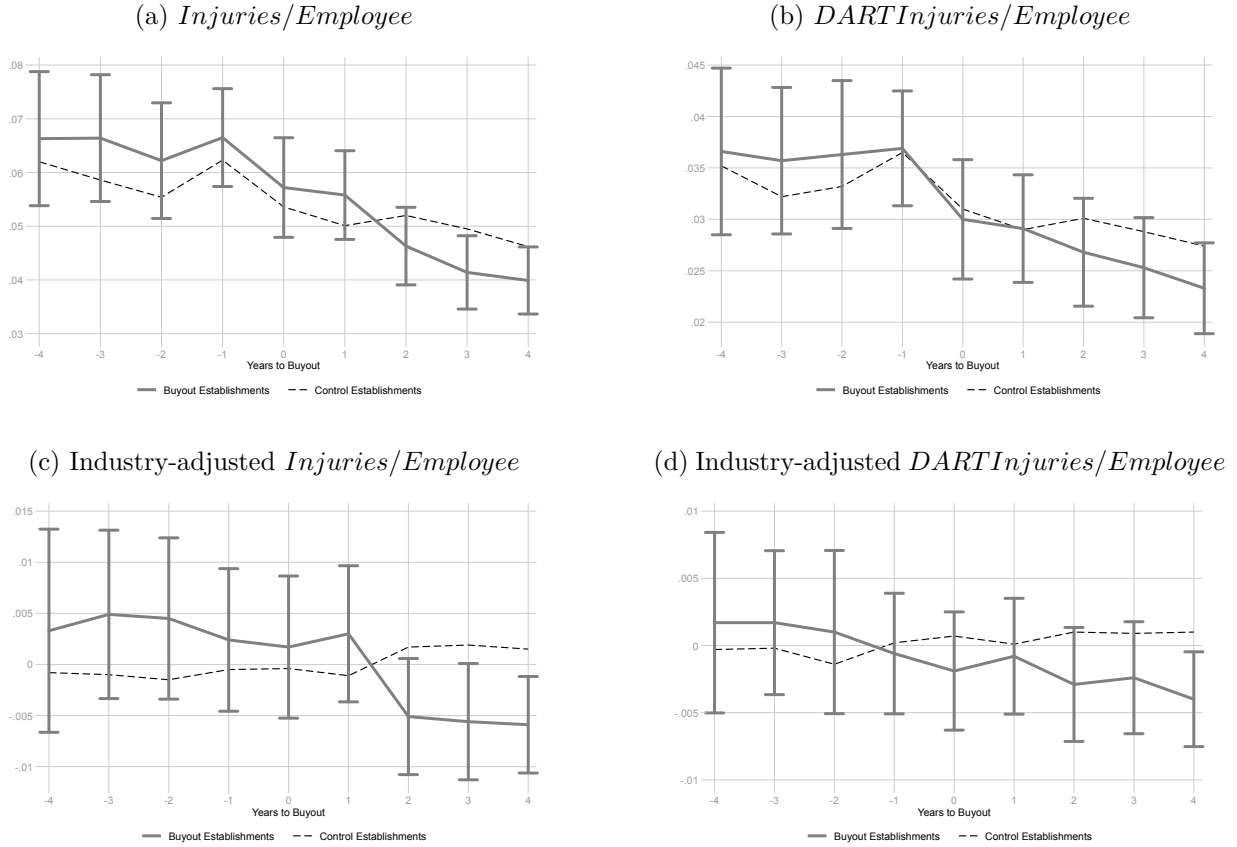 (a) Injuries/Employee
.08
.07
.06
.05
.04
.03
-4 -3 -2 -1 0 1 2 3 4
Years to Buyout
Buyout Establishments Control Establishments
(b) DARTInjuries/Employee
.045
.04
.035
.03
.025
.02
-4 -3 -2 -1 0 1 2 3 4
Years to Buyout
Buyout Establishments Control Establishments
(c) Industry-adjusted Injuries/Employee
.015
.01
.005
0
-.005
-.01
-4 -3 -2 -1 0 1 2 3 4
Years to Buyout
Buyout Establishments Control Establishments
(d) Industry-adjusted DARTInjuries/Employee
.01
.005
0
-.005
-.01
-4 -3 -2 -1 0 1 2 3 4
Years to Buyout
Buyout Establishments Control Establishments